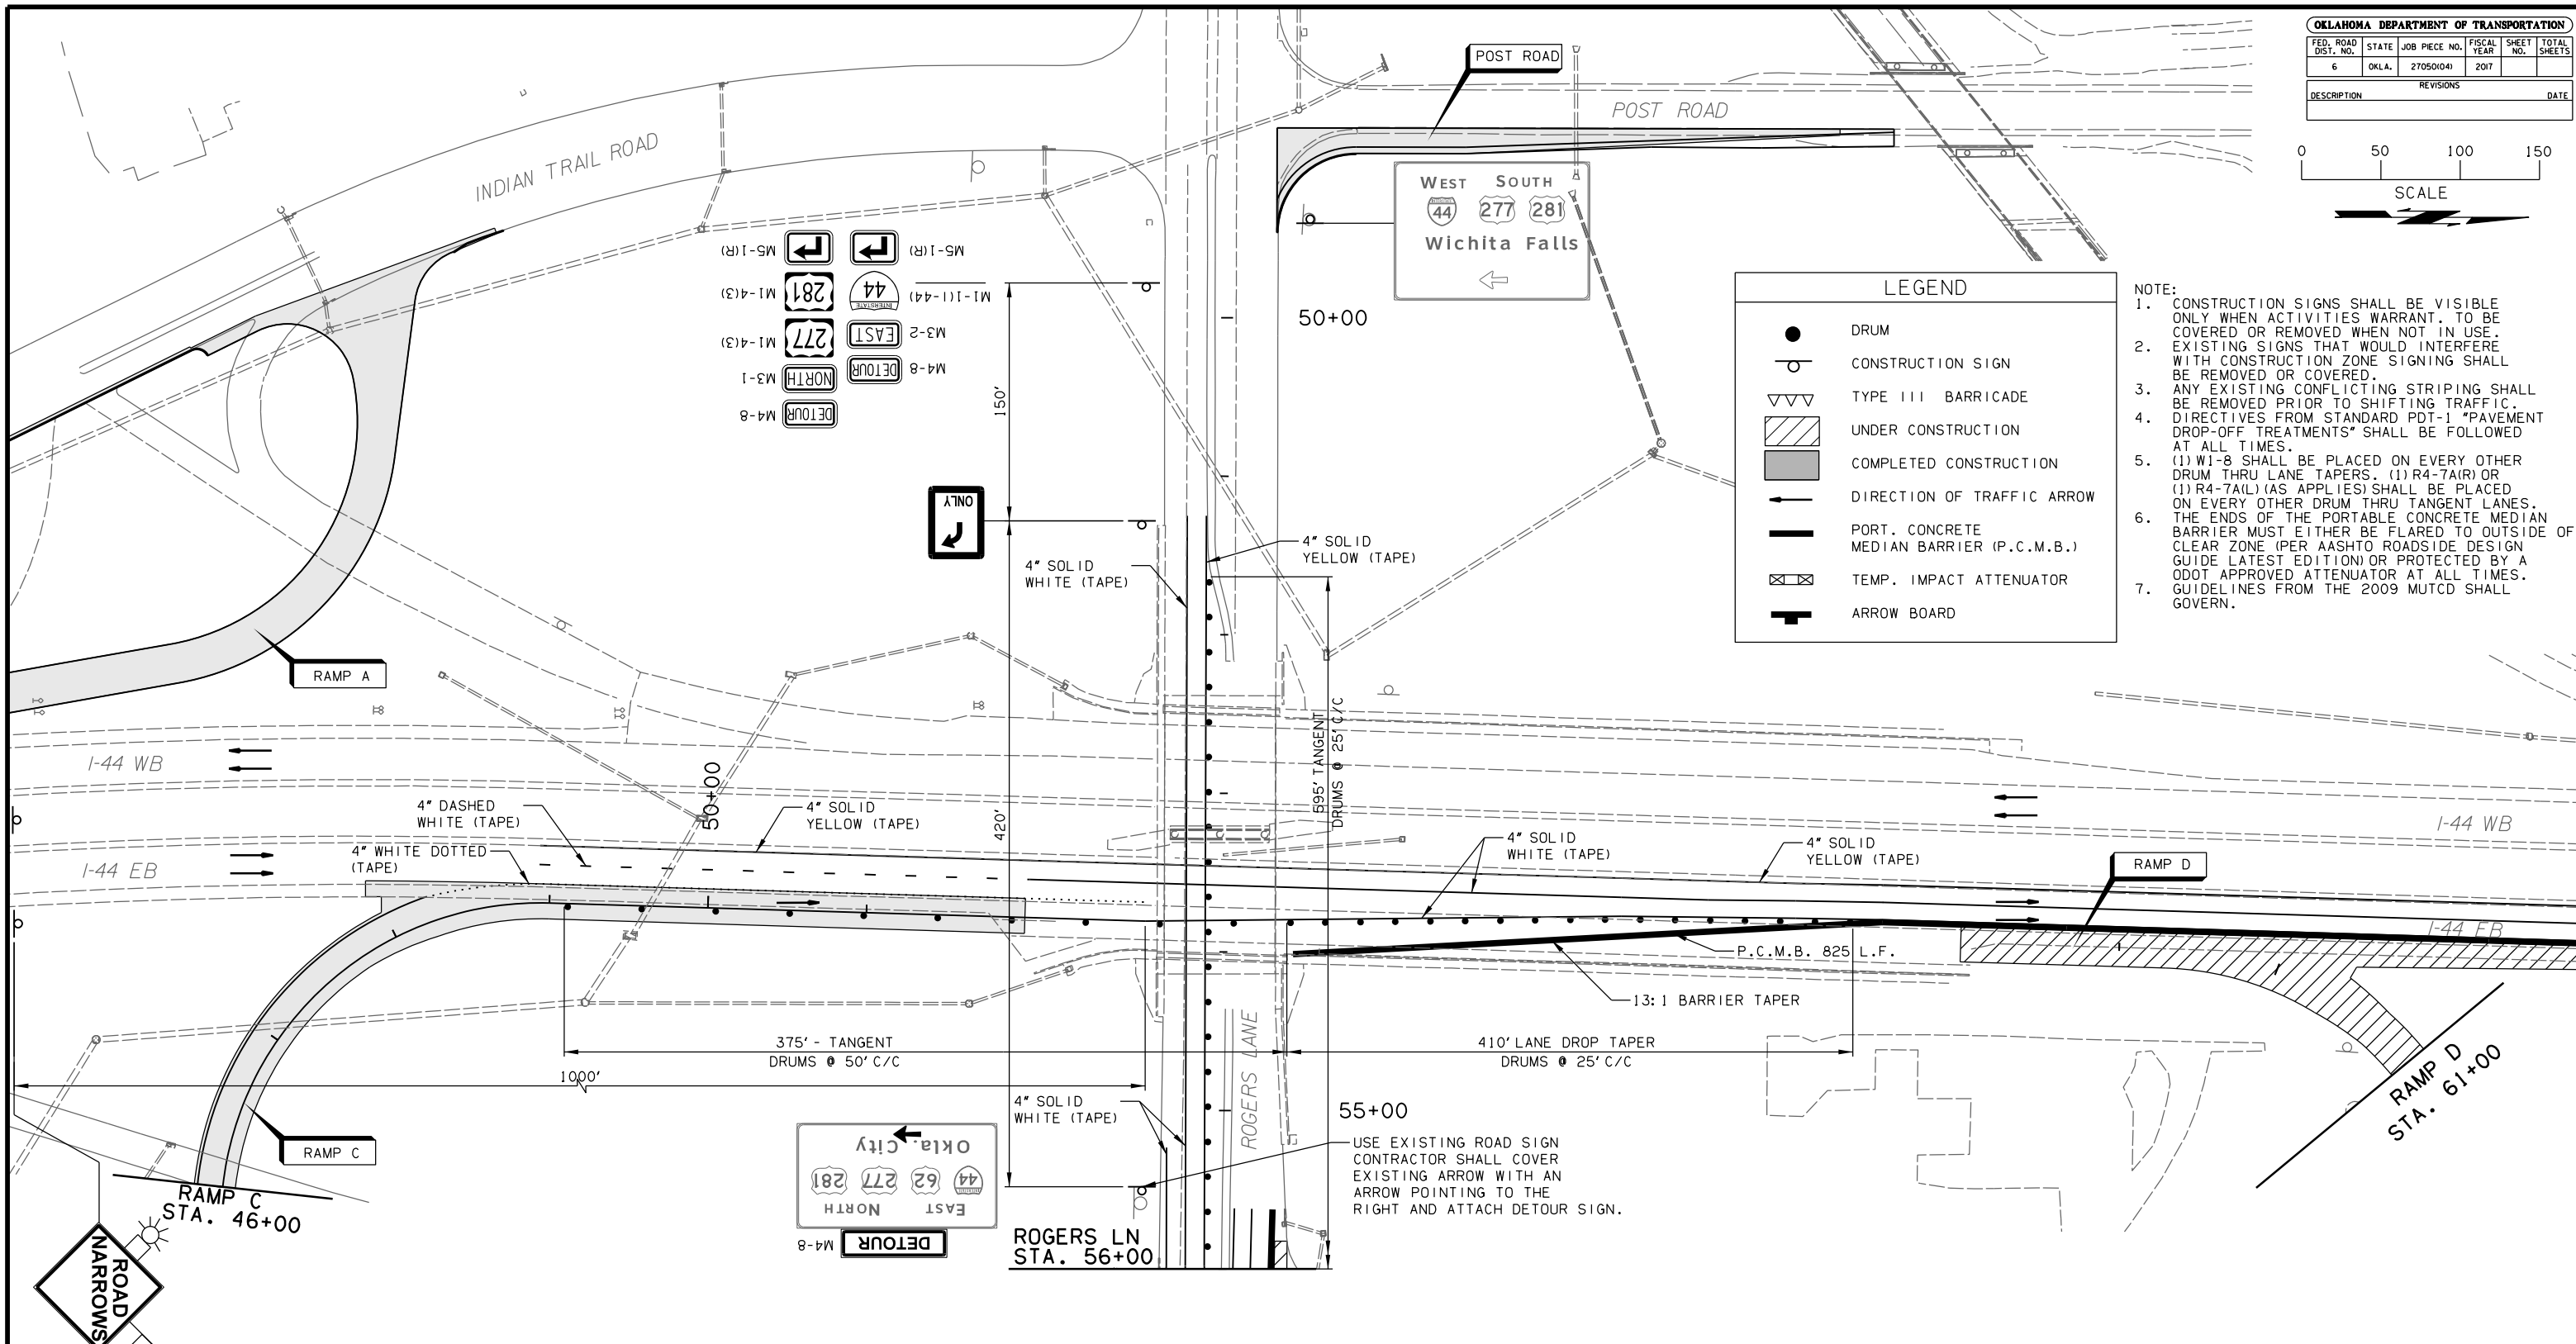 OKLAHOMA DEPARTMENT OF TRANSPORTATION
FED. ROAD DIST. NO.
STATE
JOB PIECE NO.
FISCAL YEAR
SHEET NO.
TOTAL SHEETS
6
OKLA.
27050(04)
2017
REVISIONS
DESCRIPTION
DATE
0 50 100 150
SCALE
POST ROAD
POST ROAD
INDIAN TRAIL ROAD
WEST SOUTH
INTERSTATE
44 277 281
Wichita Falls
M5-1(R)
M5-1(R)
M1-4(3)
281
INTERSTATE
44
M1-1(I-44)
M1-4(3)
277
EAST
M3-2
M3-1
NORTH
DETOUR
M4-8
M4-8
DETOUR
150'
50+00
LEGEND
DRUM
CONSTRUCTION SIGN
TYPE III BARRICADE
UNDER CONSTRUCTION
COMPLETED CONSTRUCTION
DIRECTION OF TRAFFIC ARROW
PORT. CONCRETE
MEDIAN BARRIER (P.C.M.B.)
TEMP. IMPACT ATTENUATOR
ARROW BOARD
NOTE:
1. CONSTRUCTION SIGNS SHALL BE VISIBLE
ONLY WHEN ACTIVITIES WARRANT. TO BE
COVERED OR REMOVED WHEN NOT IN USE.
2. EXISTING SIGNS THAT WOULD INTERFERE
WITH CONSTRUCTION ZONE SIGNING SHALL
BE REMOVED OR COVERED.
3. ANY EXISTING CONFLICTING STRIPING SHALL
BE REMOVED PRIOR TO SHIFTING TRAFFIC.
4. DIRECTIVES FROM STANDARD PDT-1 "PAVEMENT
DROP-OFF TREATMENTS" SHALL BE FOLLOWED
AT ALL TIMES.
5. (1) W1-8 SHALL BE PLACED ON EVERY OTHER
DRUM THRU LANE TAPERS. (1) R4-7A(R) OR
(1) R4-7A(L) (AS APPLIES) SHALL BE PLACED
ON EVERY OTHER DRUM THRU TANGENT LANES.
6. THE ENDS OF THE PORTABLE CONCRETE MEDIAN
BARRIER MUST EITHER BE FLARED TO OUTSIDE OF
CLEAR ZONE (PER AASHTO ROADSIDE DESIGN
GUIDE LATEST EDITION) OR PROTECTED BY A
ODOT APPROVED ATTENUATOR AT ALL TIMES.
7. GUIDELINES FROM THE 2009 MUTCD SHALL
GOVERN.
ONLY
4" SOLID
WHITE (TAPE)
4" SOLID
YELLOW (TAPE)
RAMP A
595' TANGENT
DRUMS @ 25' C/C
420'
I-44 WB
50+00
I-44 WB
4" DASHED
WHITE (TAPE)
4" SOLID
YELLOW (TAPE)
4" WHITE DOTTED
(TAPE)
4" SOLID
WHITE (TAPE)
4" SOLID
YELLOW (TAPE)
RAMP D
I-44 EB
I-44 EB
P.C.M.B. 825 L.F.
13:1 BARRIER TAPER
375' - TANGENT
DRUMS @ 50' C/C
410' LANE DROP TAPER
DRUMS @ 25' C/C
1000'
4" SOLID
WHITE (TAPE)
ROGERS LANE
55+00
RAMP D
STA. 61+00
USE EXISTING ROAD SIGN
CONTRACTOR SHALL COVER
EXISTING ARROW WITH AN
ARROW POINTING TO THE
RIGHT AND ATTACH DETOUR SIGN.
RAMP C
RAMP C
STA. 46+00
DETOUR
M4-8
EAST NORTH
INTERSTATE
44 62 277 281
Okla. City
ROGERS LN
STA. 56+00
ROAD
NARROWS